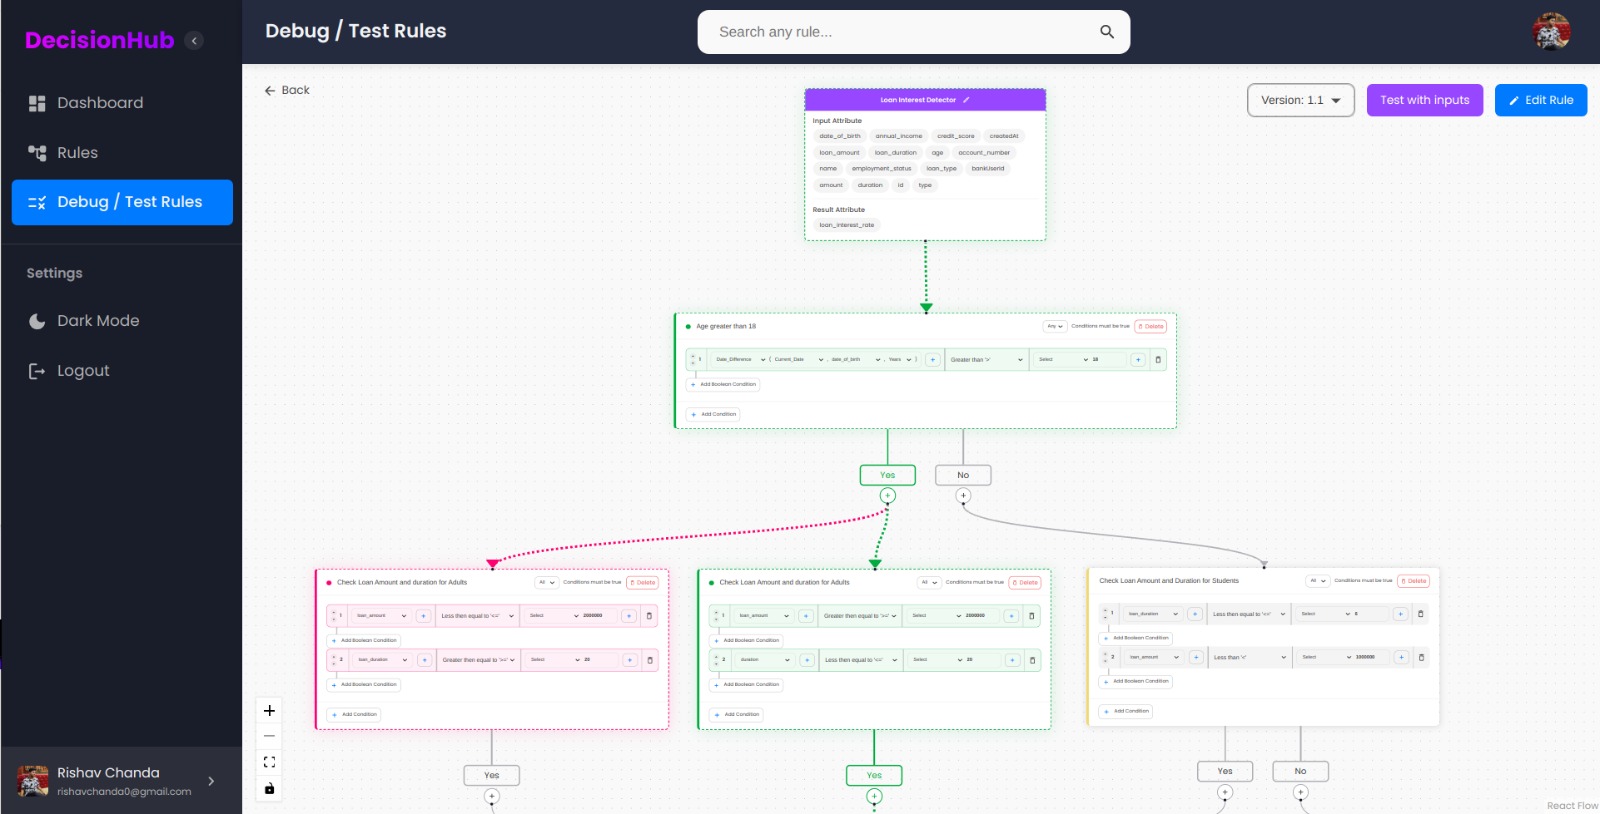 DecisionHub
Debug / Test Rules
Search any rule...
Dashboard
Rules
Debug / Test Rules
Settings
Dark Mode
Logout
Rishav Chanda
rishavchanda0@gmail.com
Back
Version: 1.1
Test with inputs
Edit Rule
Loan Interest Detector
Input Attribute
date_of_birth annual_income credit_score createdAt
loan_amount loan_duration age account_number
name employment_status loan_type bankUserid
amount duration id type
Result Attribute
loan_interest_rate
Age greater than 18 Any Conditions must be true Delete
1 Date_Difference ( Current_Date , date_of_birth , Years ) + Greater than '>' Select 18 +
+ Add Boolean Condition
+ Add Condition
Yes No
+ +
Check Loan Amount and duration for Adults All Conditions must be true Delete
1 loan_amount + Less then equal to '<=' Select 2000000 +
+ Add Boolean Condition
2 loan_duration + Greater then equal to '>=' Select 20 +
+ Add Boolean Condition
+ Add Condition
Yes
+
Check Loan Amount and duration for Adults All Conditions must be true Delete
1 loan_amount + Greater then equal to '>=' Select 2000000 +
+ Add Boolean Condition
2 duration + Less then equal to '<=' Select 20 +
+ Add Boolean Condition
+ Add Condition
Yes
+
Check Loan Amount and Duration for Students All Conditions must be true Delete
1 loan_duration + Less then equal to '<=' Select +
+ Add Boolean Condition
2 loan_amount + Less than '<' Select 1000000 +
+ Add Boolean Condition
+ Add Condition
Yes No
+ +
React Flow